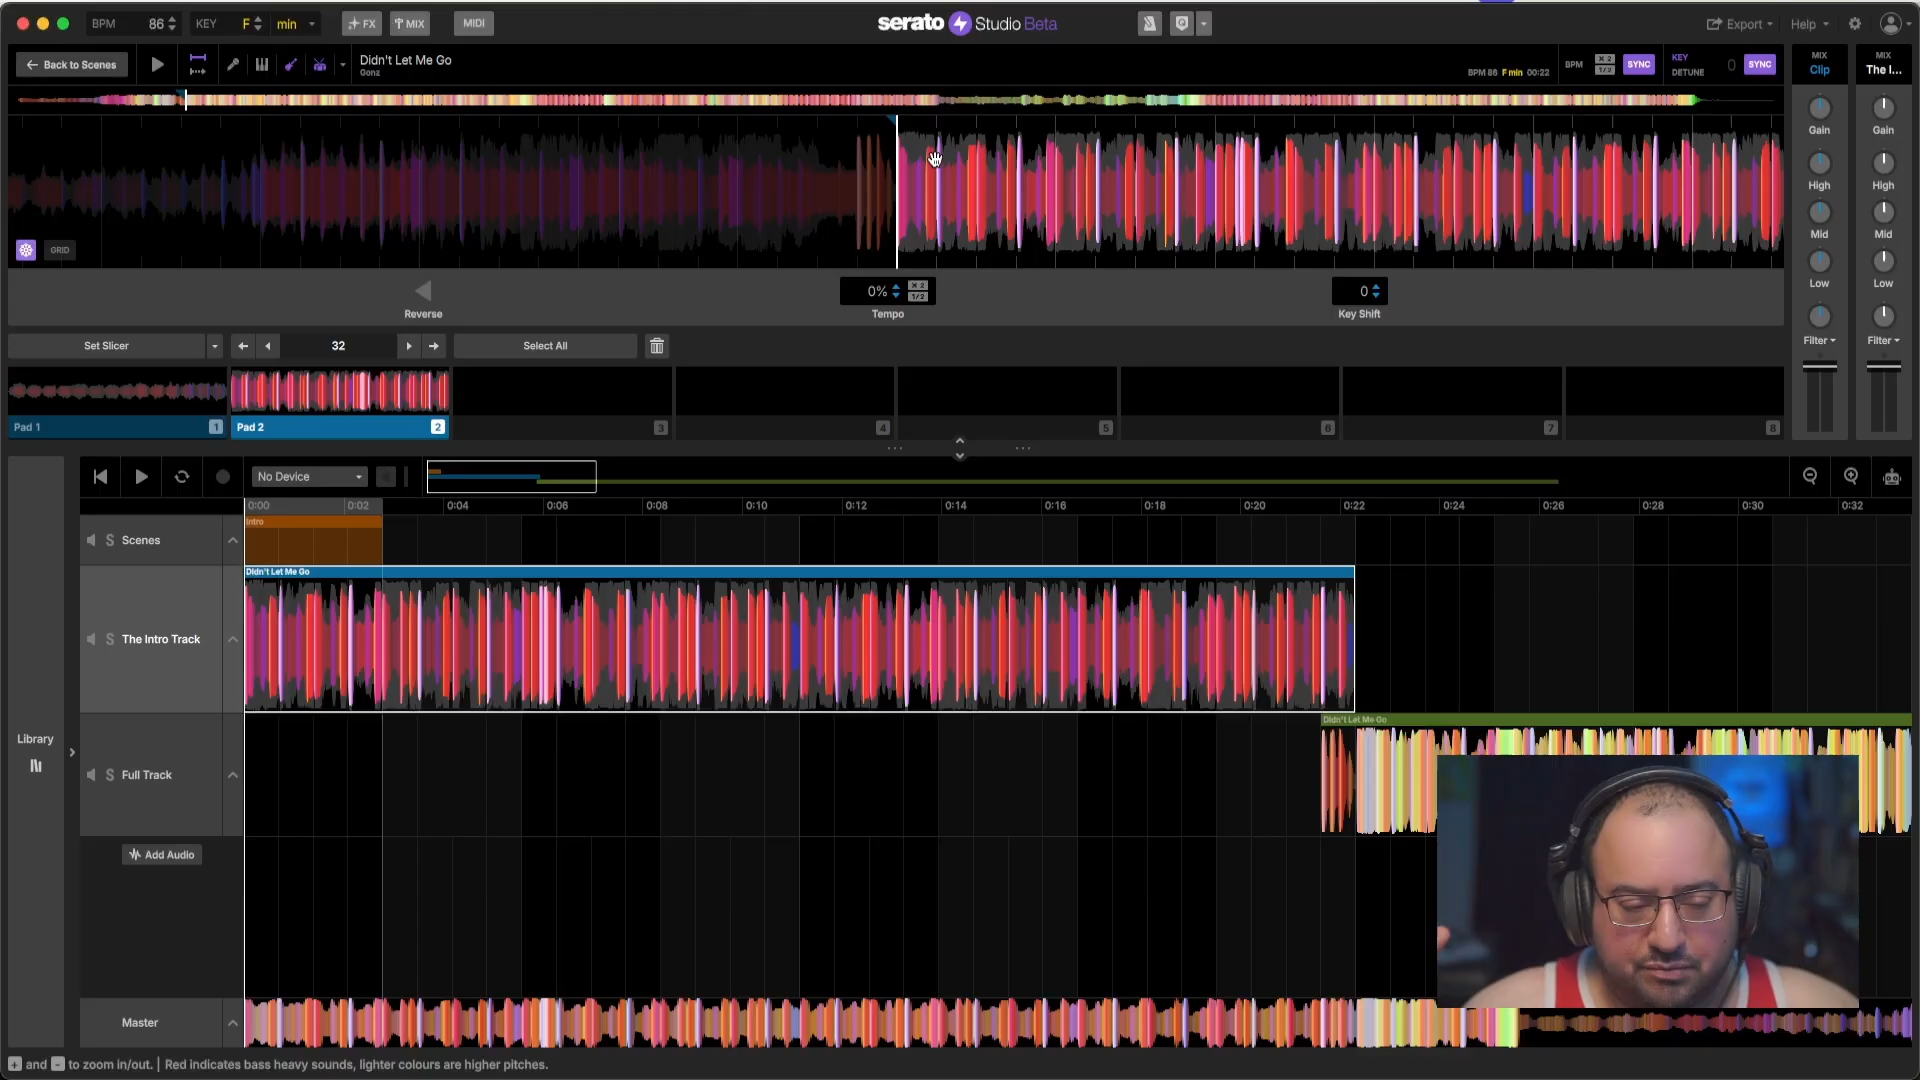 BPM 86 KEY F min FX MIX MIDI
serato Studio Beta
Export Help
Back to Scenes
Didn't Let Me Go
Gonz
BPM 86 F min 00:22
BPM X 2 1/2 SYNC
KEY DETUNE 0 SYNC
MIX Clip
MIX The I...
Gain Gain
High High
Mid Mid
Low Low
Filter Filter
GRID
Reverse
0% X 2 1/2
Tempo
0
Key Shift
Set Slicer 32 Select All
Pad 1 1 Pad 2 2 3 4 5 6 7 8
No Device
0:00 0:02 0:04 0:06 0:08 0:10 0:12 0:14 0:16 0:18 0:20 0:22 0:24 0:26 0:28 0:30 0:32
Intro
S Scenes
Didn't Let Me Go
S The Intro Track
Didn't Let Me Go
S Full Track
Library
Add Audio
Master
+ and - to zoom in/out. | Red indicates bass heavy sounds, lighter colours are higher pitches.